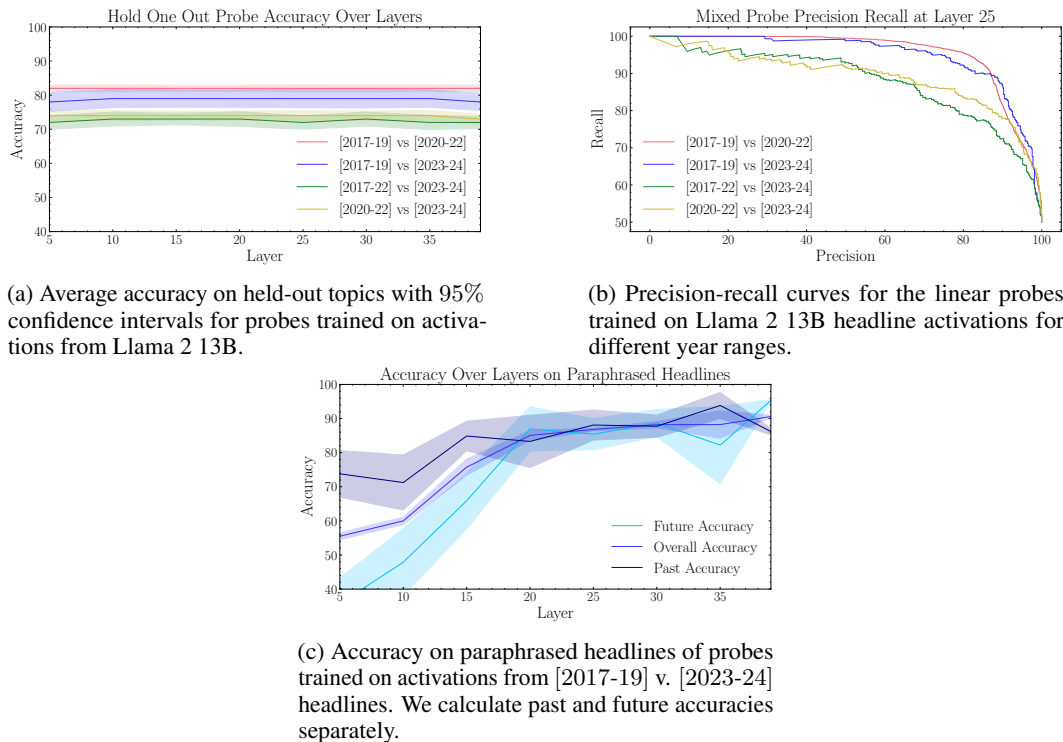 Hold One Out Probe Accuracy Over Layers
100
90
80
70
60
50
40
Accuracy
[2017-19] vs [2020-22]
[2017-19] vs [2023-24]
[2017-22] vs [2023-24]
[2020-22] vs [2023-24]
5 10 15 20 25 30 35
Layer
(a) Average accuracy on held-out topics with 95%
confidence intervals for probes trained on activa-
tions from Llama 2 13B.
Mixed Probe Precision Recall at Layer 25
100
90
80
70
60
50
Recall
[2017-19] vs [2020-22]
[2017-19] vs [2023-24]
[2017-22] vs [2023-24]
[2020-22] vs [2023-24]
0 20 40 60 80 100
Precision
(b) Precision-recall curves for the linear probes
trained on Llama 2 13B headline activations for
different year ranges.
Accuracy Over Layers on Paraphrased Headlines
100
90
80
70
60
50
40
Accuracy
Future Accuracy
Overall Accuracy
Past Accuracy
5 10 15 20 25 30 35
Layer
(c) Accuracy on paraphrased headlines of probes
trained on activations from [2017-19] v. [2023-24]
headlines. We calculate past and future accuracies
separately.